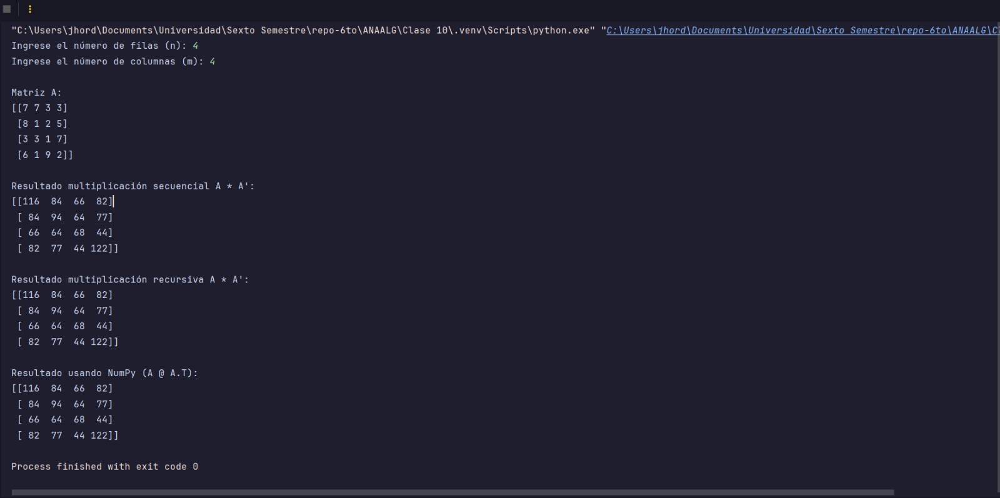 "C:\Users\jhord\Documents\Universidad\Sexto Semestre\repo-6to\ANAALG\Clase 10\.venv\Scripts\python.exe" "C:\Users\jhord\Documents\Universidad\Sexto Semestre\repo-6to\ANAALG\
Ingrese el número de filas (n): 4
Ingrese el número de columnas (m): 4
Matriz A:
[[7 7 3 3]
 [8 1 2 5]
 [3 3 1 7]
 [6 1 9 2]]
Resultado multiplicación secuencial A * A':
[[116  84  66  82]
 [ 84  94  64  77]
 [ 66  64  68  44]
 [ 82  77  44 122]]
Resultado multiplicación recursiva A * A':
[[116  84  66  82]
 [ 84  94  64  77]
 [ 66  64  68  44]
 [ 82  77  44 122]]
Resultado usando NumPy (A @ A.T):
[[116  84  66  82]
 [ 84  94  64  77]
 [ 66  64  68  44]
 [ 82  77  44 122]]
Process finished with exit code 0